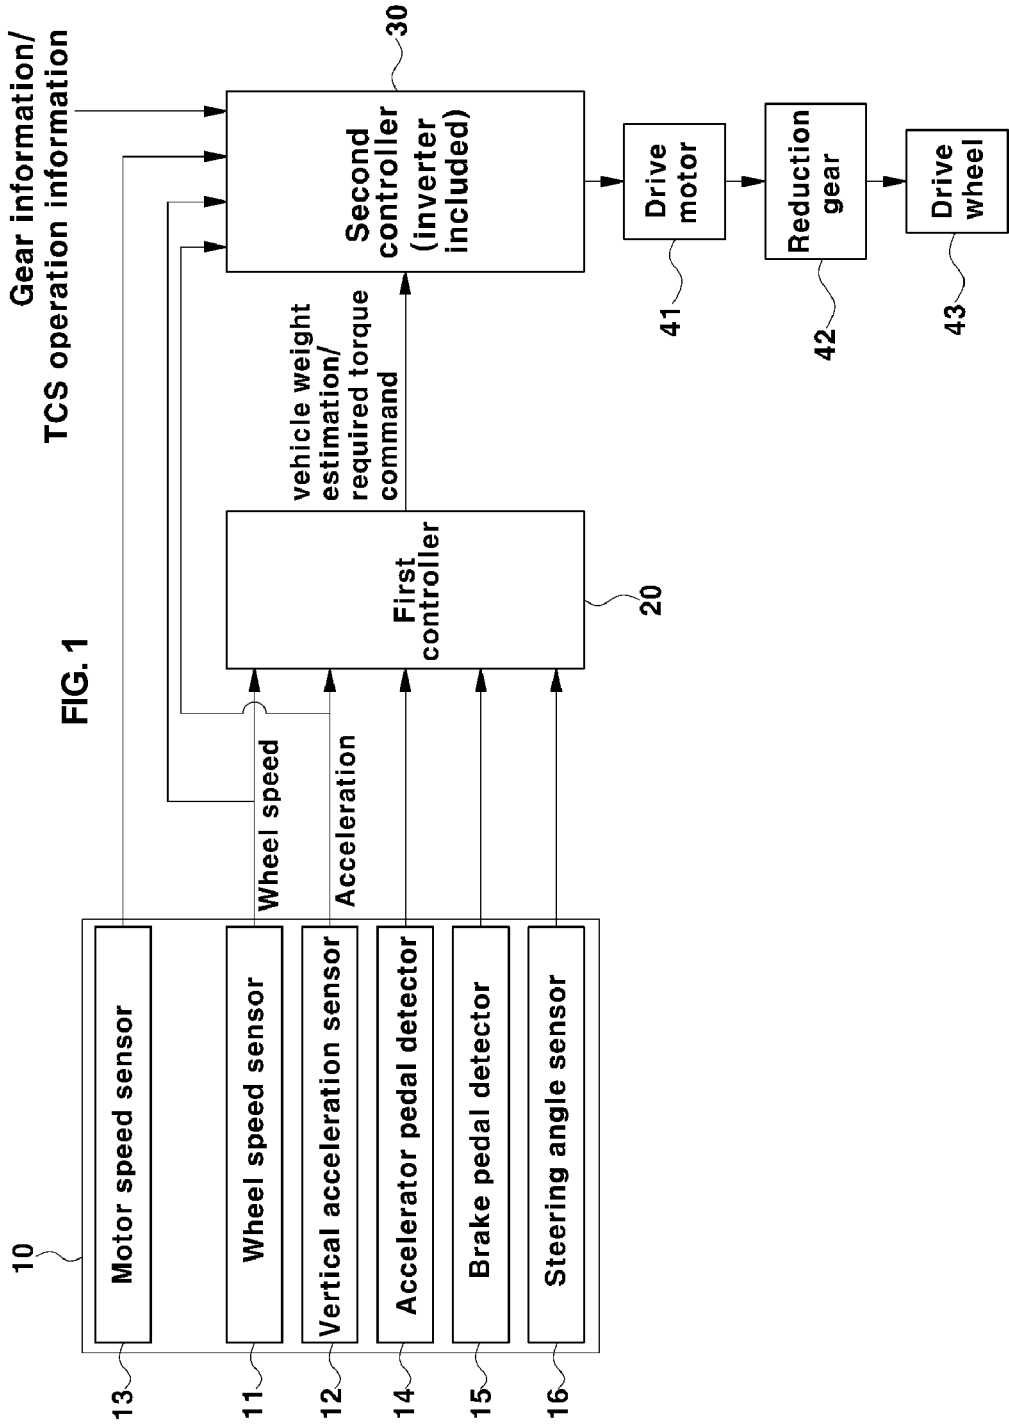 FIG. 1
10
13
Motor speed sensor
11
Wheel speed sensor
12
Vertical acceleration sensor
14
Accelerator pedal detector
15
Brake pedal detector
16
Steering angle sensor
Wheel speed
Acceleration
First
controller
20
vehicle weight
estimation/
required torque
command
Gear information/
TCS operation information
30
Second
controller
(inverter
included)
Drive
motor
41
Reduction
gear
42
Drive
wheel
43